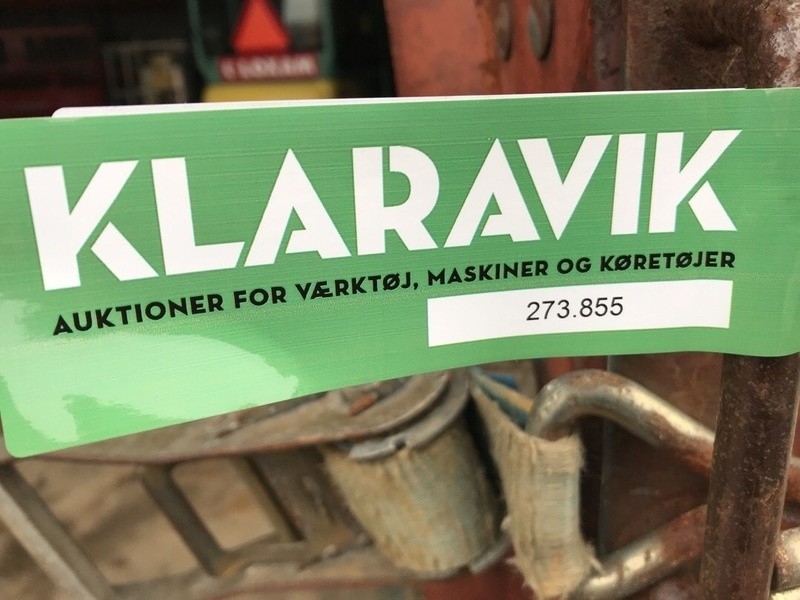 KLARAVIK
AUKTIONER FOR VÆRKTØJ, MASKINER OG KØRETØJER
273.855